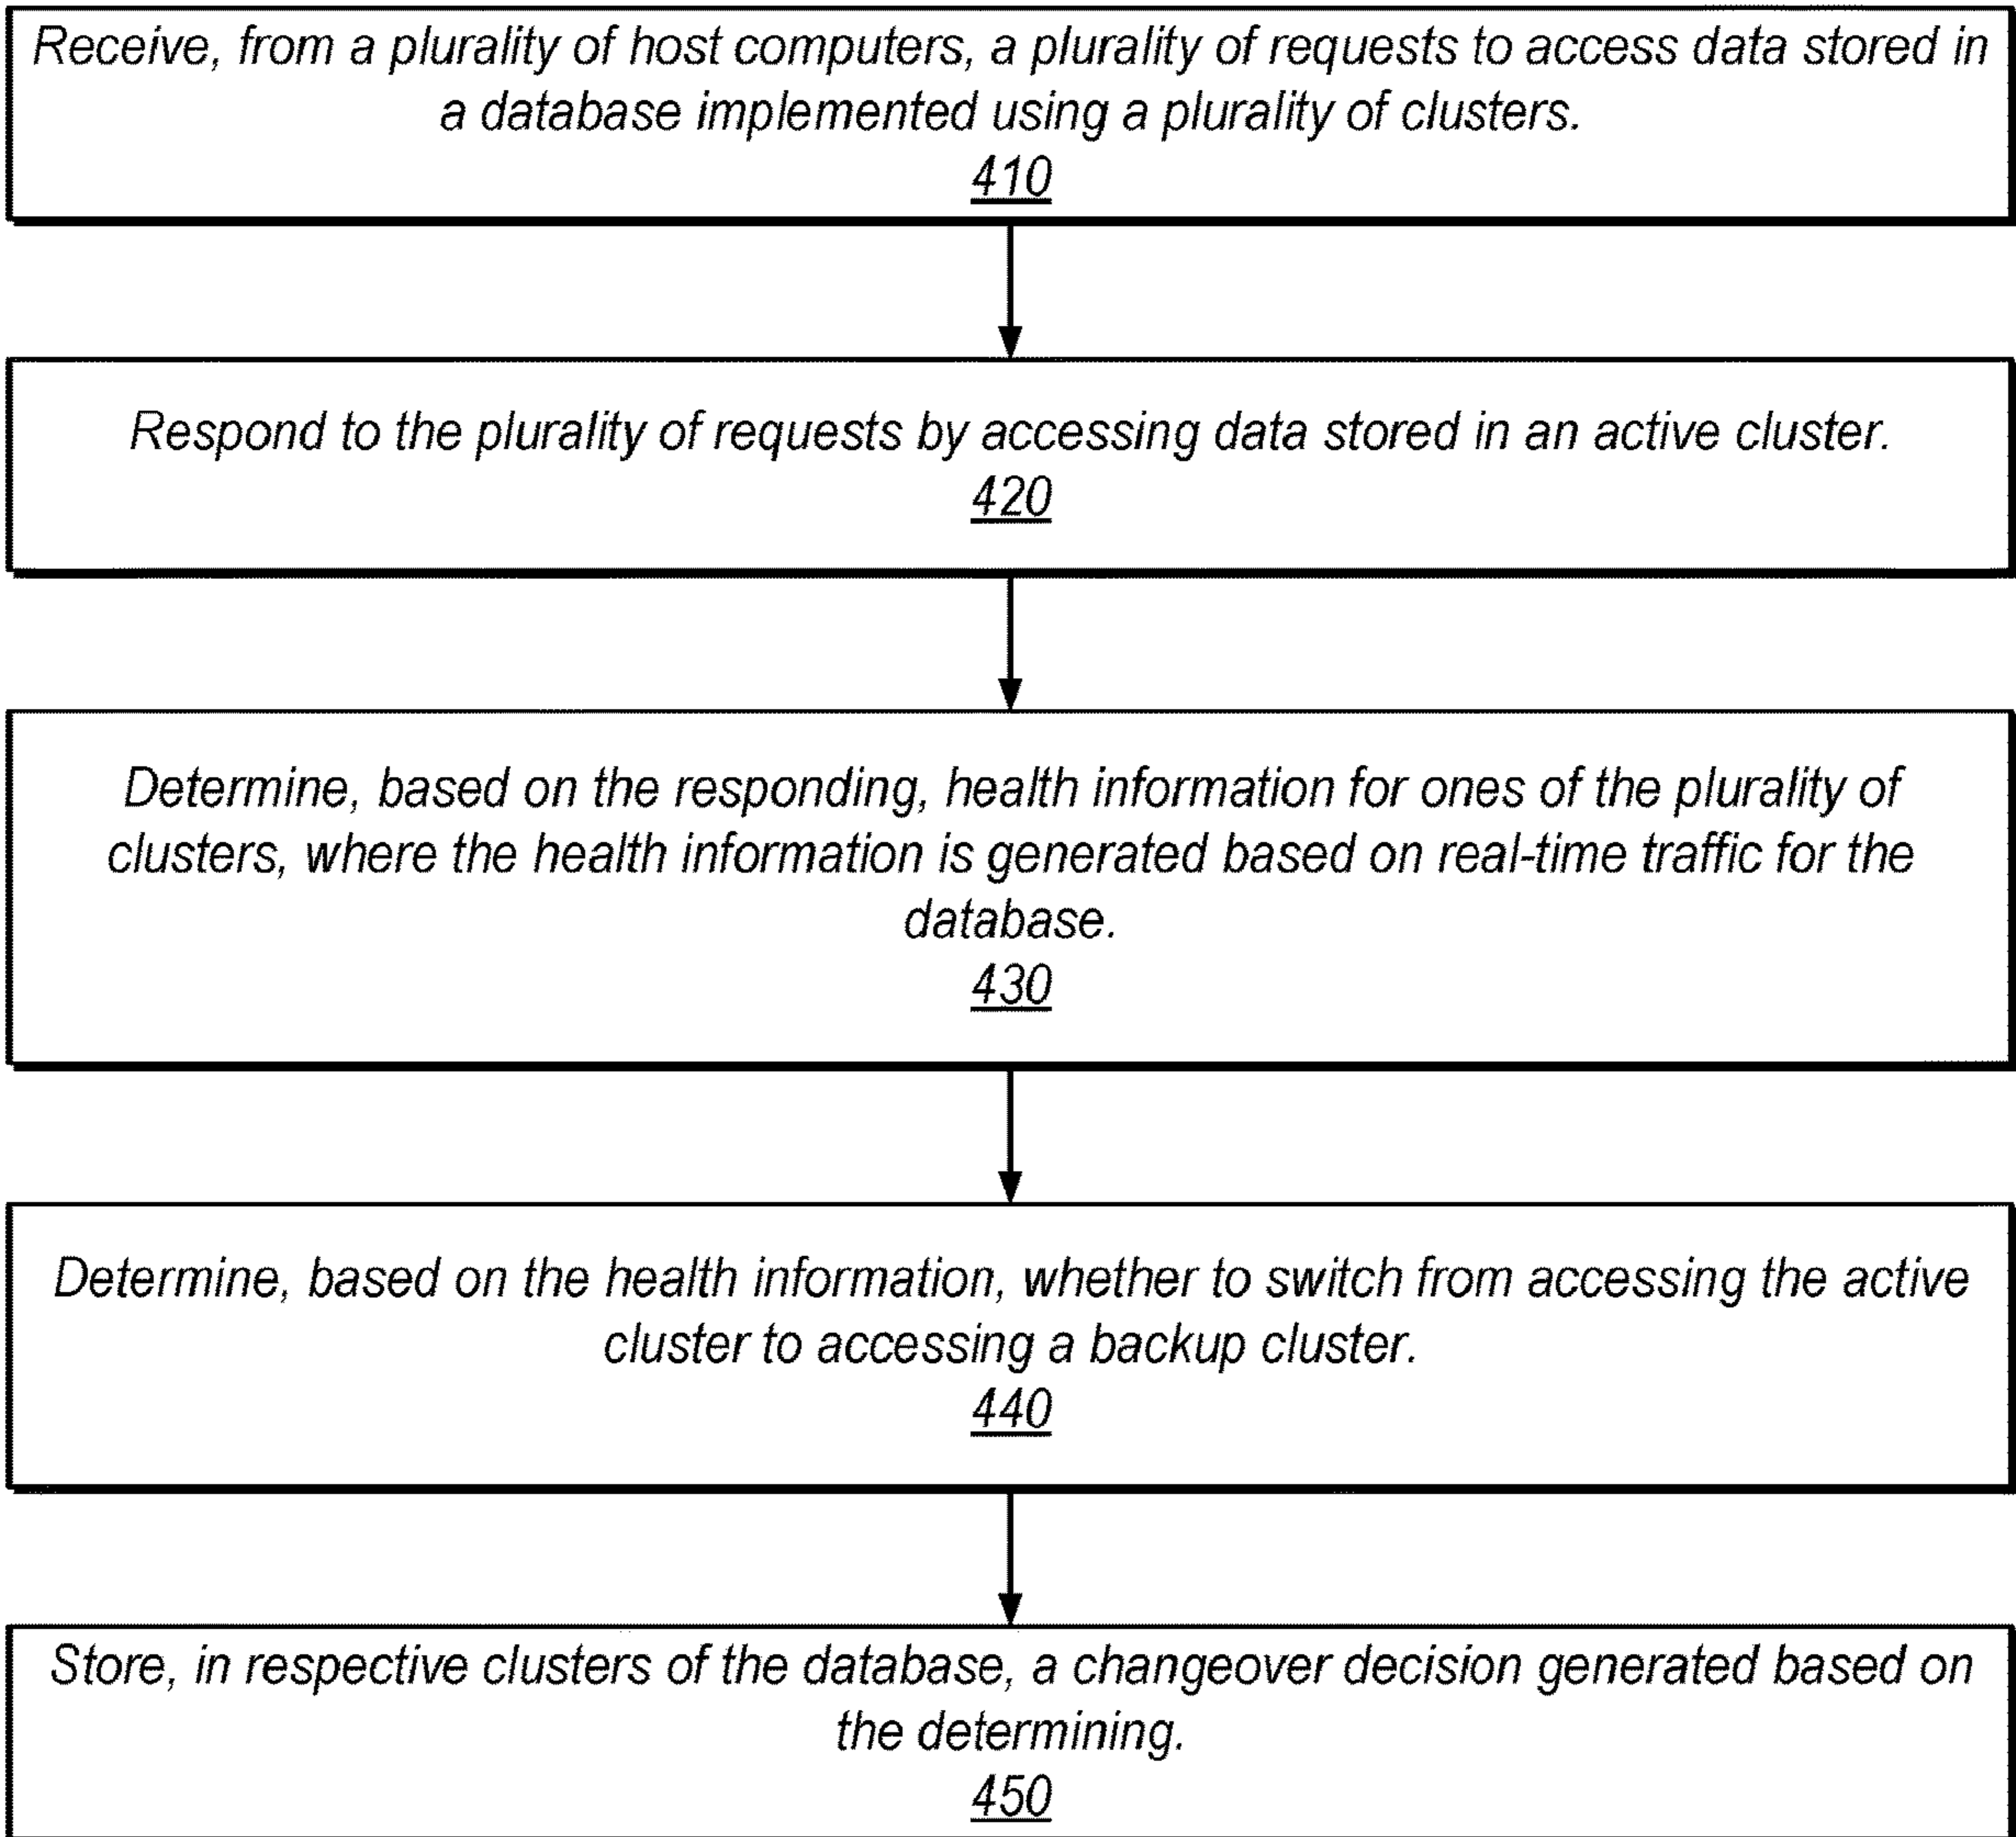 Receive, from a plurality of host computers, a plurality of requests to access data stored in
a database implemented using a plurality of clusters.
410
Respond to the plurality of requests by accessing data stored in an active cluster.
420
Determine, based on the responding, health information for ones of the plurality of
clusters, where the health information is generated based on real-time traffic for the
database.
430
Determine, based on the health information, whether to switch from accessing the active
cluster to accessing a backup cluster.
440
Store, in respective clusters of the database, a changeover decision generated based on
the determining.
450